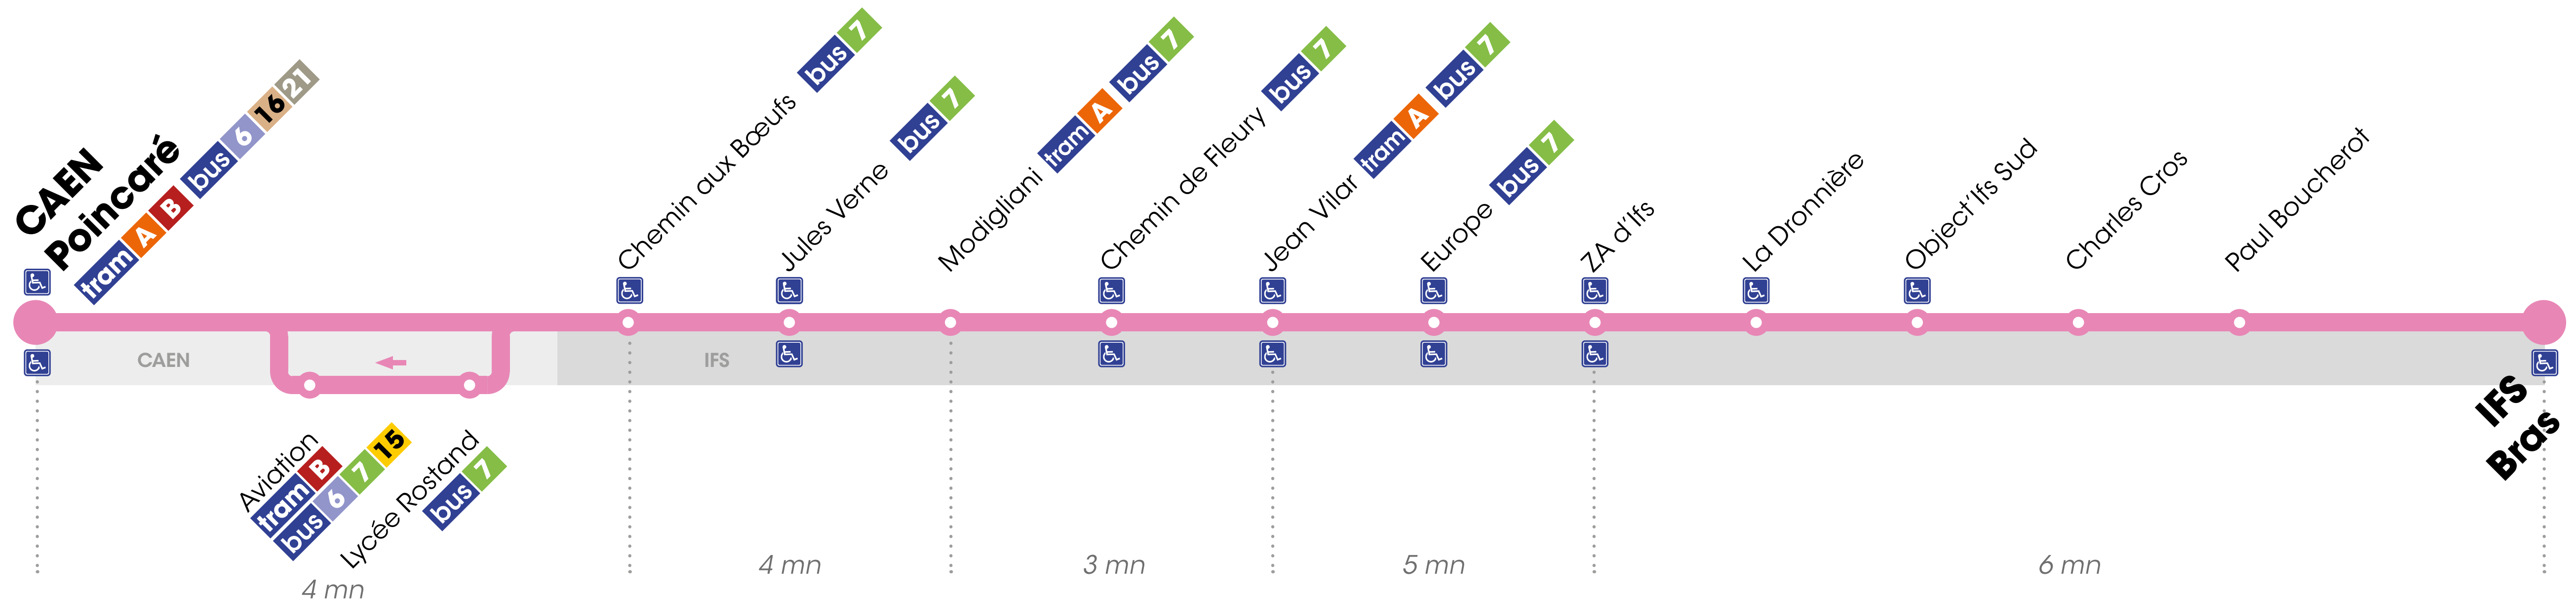 CAEN
Poincaré
tram A B bus 6 16 21
Chemin aux Bœufs bus 7
Jules Verne bus 7
Modigliani tram A bus 7
Chemin de Fleury bus 7
Jean Vilar tram A bus 7
Europe bus 7
ZA d'Ifs
La Dronnière
Object'Ifs Sud
Charles Cros
Paul Boucherot
CAEN
IFS
Aviation
tram B
bus 6 7 15
Lycée Rostand
bus 7
IFS
Bras
4 mn
4 mn
3 mn
5 mn
6 mn